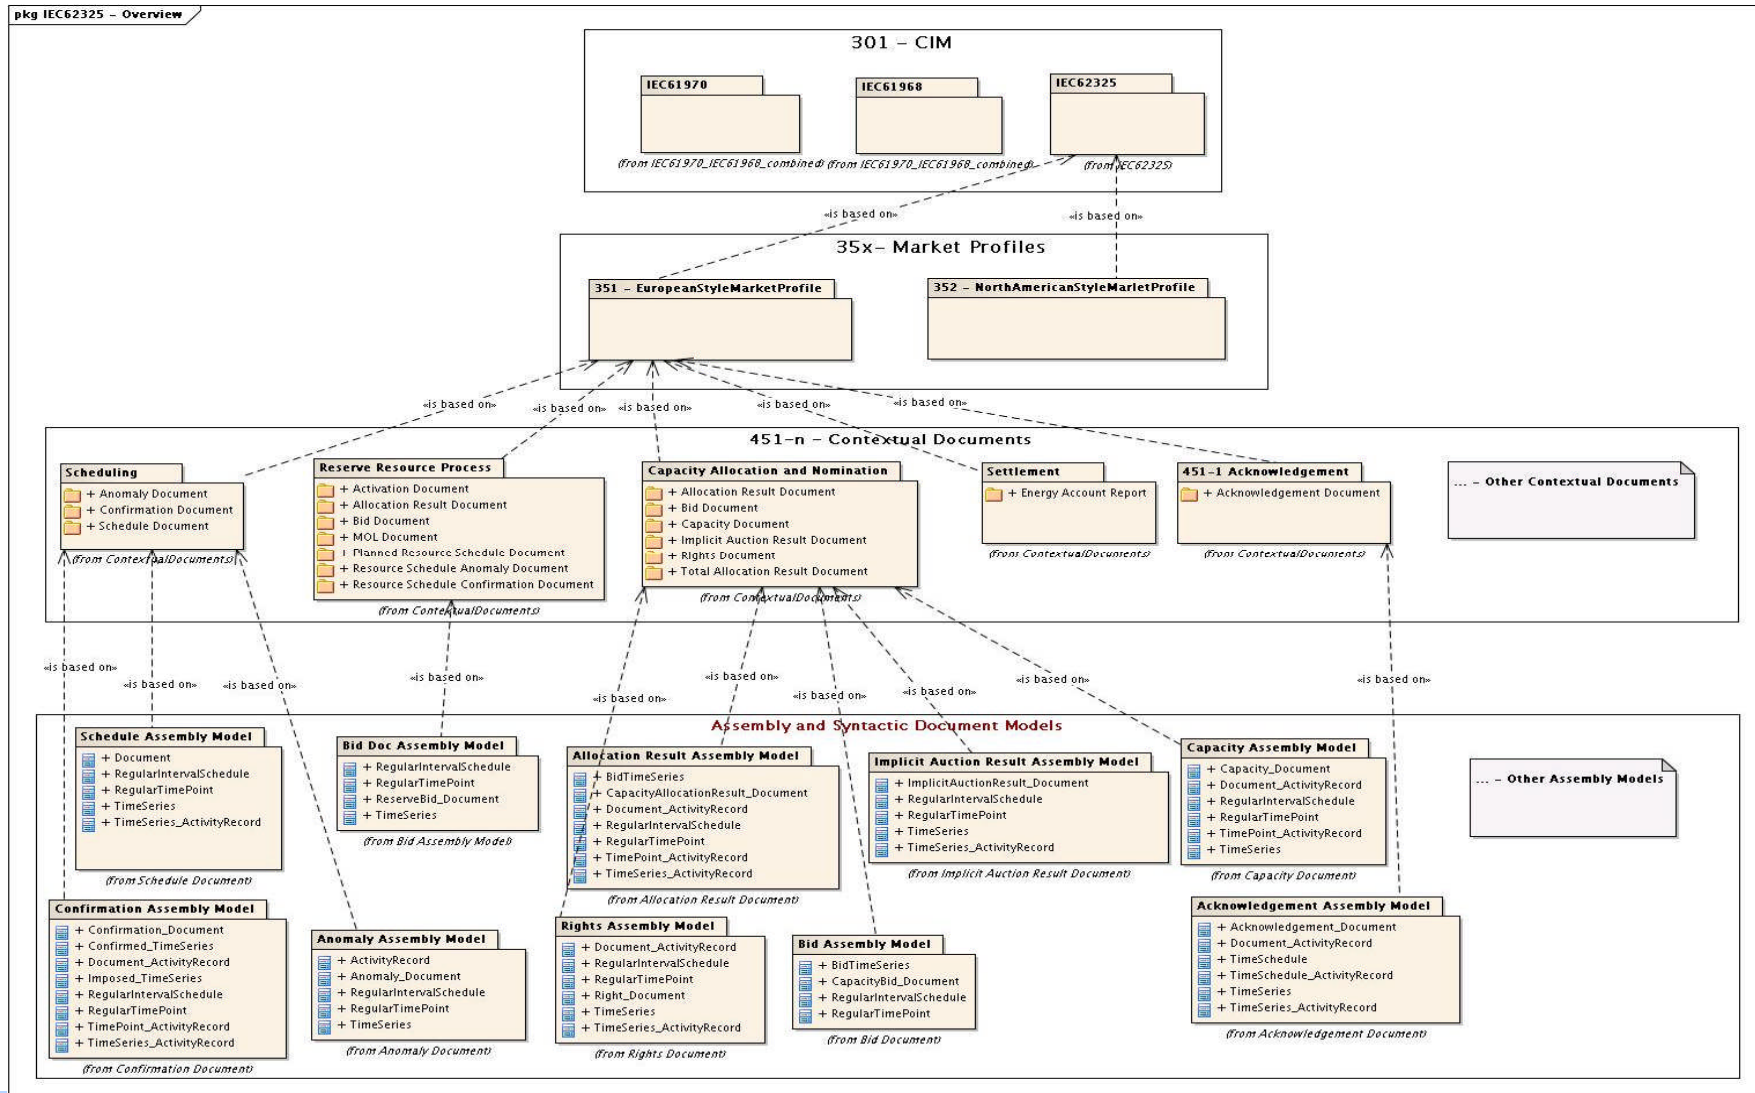 pkg IEC62325 - Overview
301 - CIM
IEC61970
(from IEC61970_IEC61968_combined)
IEC61968
(from IEC61970_IEC61968_combined)
IEC62325
(from IEC62325)
«is based on»
«is based on»
35x- Market Profiles
351 - EuropeanStyleMarketProfile
352 - NorthAmericanStyleMarletProfile
«is based on»
«is based on»
«is based on»
«is based on»
«is based on»
451-n - Contextual Documents
Scheduling
+ Anomaly Document
+ Confirmation Document
+ Schedule Document
(from ContextualDocuments)
Reserve Resource Process
+ Activation Document
+ Allocation Result Document
+ Bid Document
+ MOL Document
+ Planned Resource Schedule Document
+ Resource Schedule Anomaly Document
+ Resource Schedule Confirmation Document
(from ContextualDocuments)
Capacity Allocation and Nomination
+ Allocation Result Document
+ Bid Document
+ Capacity Document
+ Implicit Auction Result Document
+ Rights Document
+ Total Allocation Result Document
(from ContextualDocuments)
Settlement
+ Energy Account Report
(from ContextualDocuments)
451-1 Acknowledgement
+ Acknowledgement Document
(from ContextualDocuments)
... - Other Contextual Documents
«is based on»
«is based on»
«is based on»
«is based on»
«is based on»
«is based on»
«is based on»
«is based on»
«is based on»
«is based on»
Assembly and Syntactic Document Models
Schedule Assembly Model
+ Document
+ RegularIntervalSchedule
+ RegularTimePoint
+ TimeSeries
+ TimeSeries_ActivityRecord
(from Schedule Document)
Bid Doc Assembly Model
+ RegularIntervalSchedule
+ RegularTimePoint
+ ReserveBid_Document
+ TimeSeries
(from Bid Assembly Model)
Allocation Result Assembly Model
+ BidTimeSeries
+ CapacityAllocationResult_Document
+ Document_ActivityRecord
+ RegularIntervalSchedule
+ RegularTimePoint
+ TimePoint_ActivityRecord
+ TimeSeries_ActivityRecord
(from Allocation Result Document)
Implicit Auction Result Assembly Model
+ ImplicitAuctionResult_Document
+ RegularIntervalSchedule
+ RegularTimePoint
+ TimeSeries
+ TimeSeries_ActivityRecord
(from Implicit Auction Result Document)
Capacity Assembly Model
+ Capacity_Document
+ Document_ActivityRecord
+ RegularIntervalSchedule
+ RegularTimePoint
+ TimePoint_ActivityRecord
+ TimeSeries
(from Capacity Document)
... - Other Assembly Models
Confirmation Assembly Model
+ Confirmation_Document
+ Confirmed_TimeSeries
+ Document_ActivityRecord
+ Imposed_TimeSeries
+ RegularIntervalSchedule
+ RegularTimePoint
+ TimePoint_ActivityRecord
+ TimeSeries_ActivityRecord
(from Confirmation Document)
Anomaly Assembly Model
+ ActivityRecord
+ Anomaly_Document
+ RegularIntervalSchedule
+ RegularTimePoint
+ TimeSeries
(from Anomaly Document)
Rights Assembly Model
+ Document_ActivityRecord
+ RegularIntervalSchedule
+ RegularTimePoint
+ Right_Document
+ TimeSeries
+ TimeSeries_ActivityRecord
(from Rights Document)
Bid Assembly Model
+ BidTimeSeries
+ CapacityBid_Document
+ RegularIntervalSchedule
+ RegularTimePoint
(from Bid Document)
Acknowledgement Assembly Model
+ Acknowledgement_Document
+ Document_ActivityRecord
+ TimeSchedule
+ TimeSchedule_ActivityRecord
+ TimeSeries
+ TimeSeries_ActivityRecord
(from Acknowledgement Document)